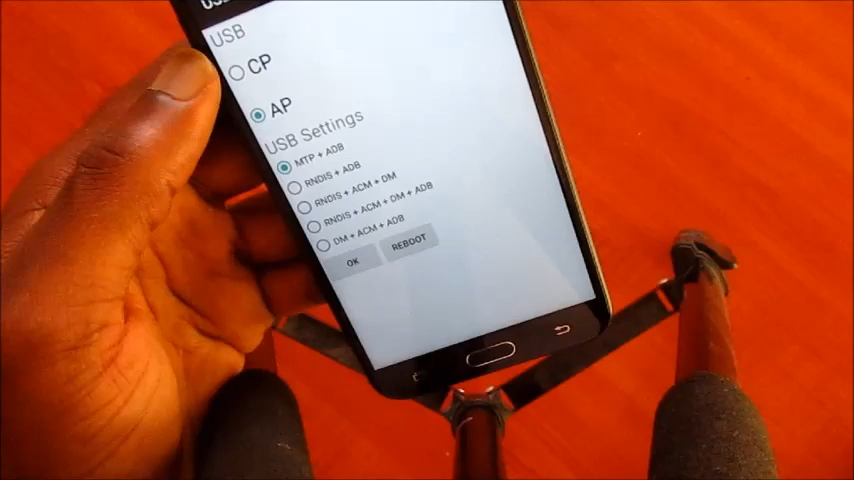 USB
CP
AP
USB Settings
MTP + ADB
RNDIS + ADB
RNDIS + ACM + DM
RNDIS + ACM + DM + ADB
DM + ACM + ADB
OK REBOOT